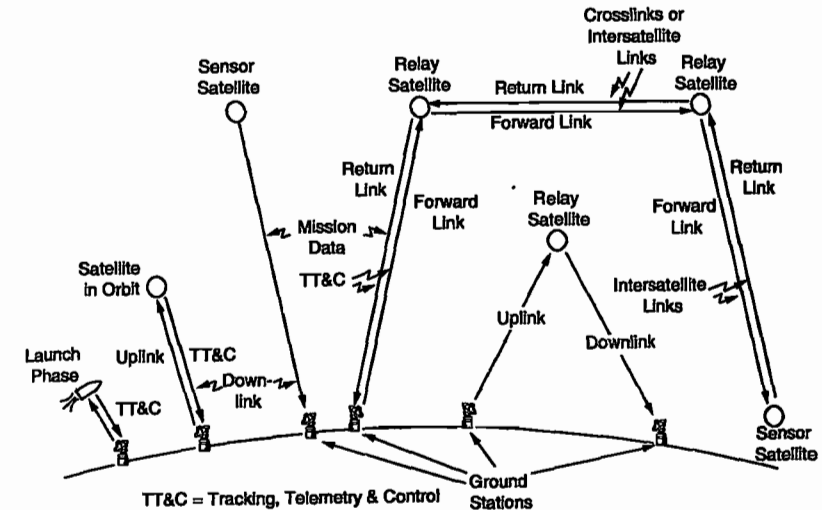 Crosslinks or
Intersatellite
Links
Sensor
Satellite
Relay
Satellite
Relay
Satellite
Return Link
Forward Link
Return
Link
Forward
Link
Mission
Data
TT&C
Relay
Satellite
Forward
Link
Return
Link
Satellite
in Orbit
Intersatellite
Links
Uplink
Downlink
Launch
Phase
Uplink
TT&C
Down-
link
TT&C
Sensor
Satellite
Ground
Stations
TT&C = Tracking, Telemetry & Control